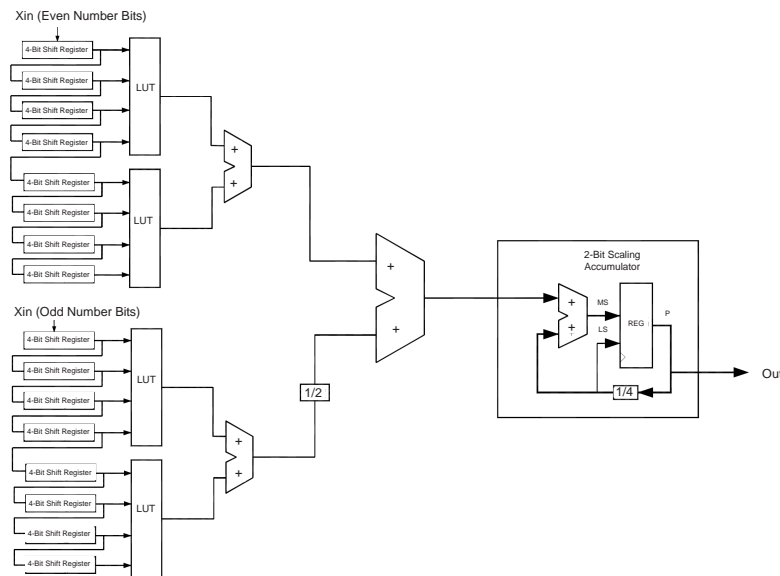 Xin (Even Number Bits)
4-Bit Shift Register
4-Bit Shift Register
4-Bit Shift Register
4-Bit Shift Register
LUT
4-Bit Shift Register
4-Bit Shift Register
4-Bit Shift Register
4-Bit Shift Register
LUT
+
+
Xin (Odd Number Bits)
4-Bit Shift Register
4-Bit Shift Register
4-Bit Shift Register
4-Bit Shift Register
LUT
4-Bit Shift Register
4-Bit Shift Register
4-Bit Shift Register
4-Bit Shift Register
LUT
+
+
1/2
+
+
2-Bit Scaling
Accumulator
+
+
MS
LS
REG
P
1/4
Ou